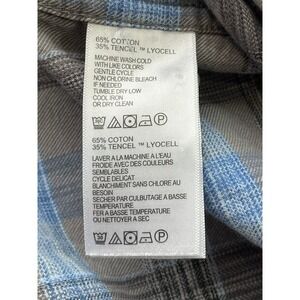 65% COTTON
35% TENCEL ™ LYOCELL
MACHINE WASH COLD
WITH LIKE COLORS
GENTLE CYCLE
NON CHLORINE BLEACH
IF NEEDED
TUMBLE DRY LOW
COOL IRON
OR DRY CLEAN
P
65% COTON
35% TENCEL ™ LYOCELL
LAVER A LA MACHINE A L'EAU
FROIDE AVEC DES COULEURS
SEMBLABLES
CYCLE DELICAT
BLANCHIMENT SANS CHLORE AU
BESOIN
SECHER PAR CULBUTAGE A BASSE
TEMPERATURE
FER A BASSE TEMPERATURE
OU NETTOYER A SEC
P